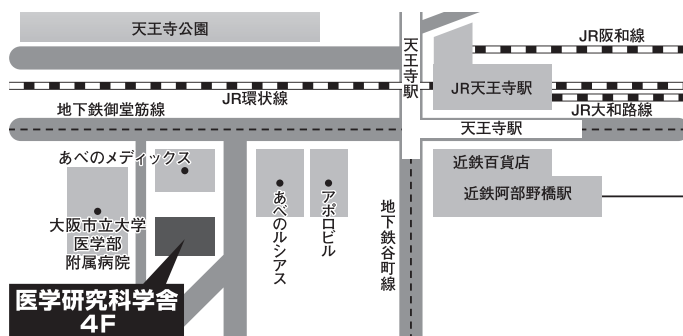 天王寺公園
天王寺駅
JR阪和線
JR天王寺駅
JR環状線
JR大和路線
地下鉄御堂筋線
天王寺駅
あべのメディックス
近鉄百貨店
近鉄阿部野橋駅
大阪市立大学
医学部
附属病院
あべのルシアス
アポロビル
地下鉄谷町線
医学研究科学舎
4F